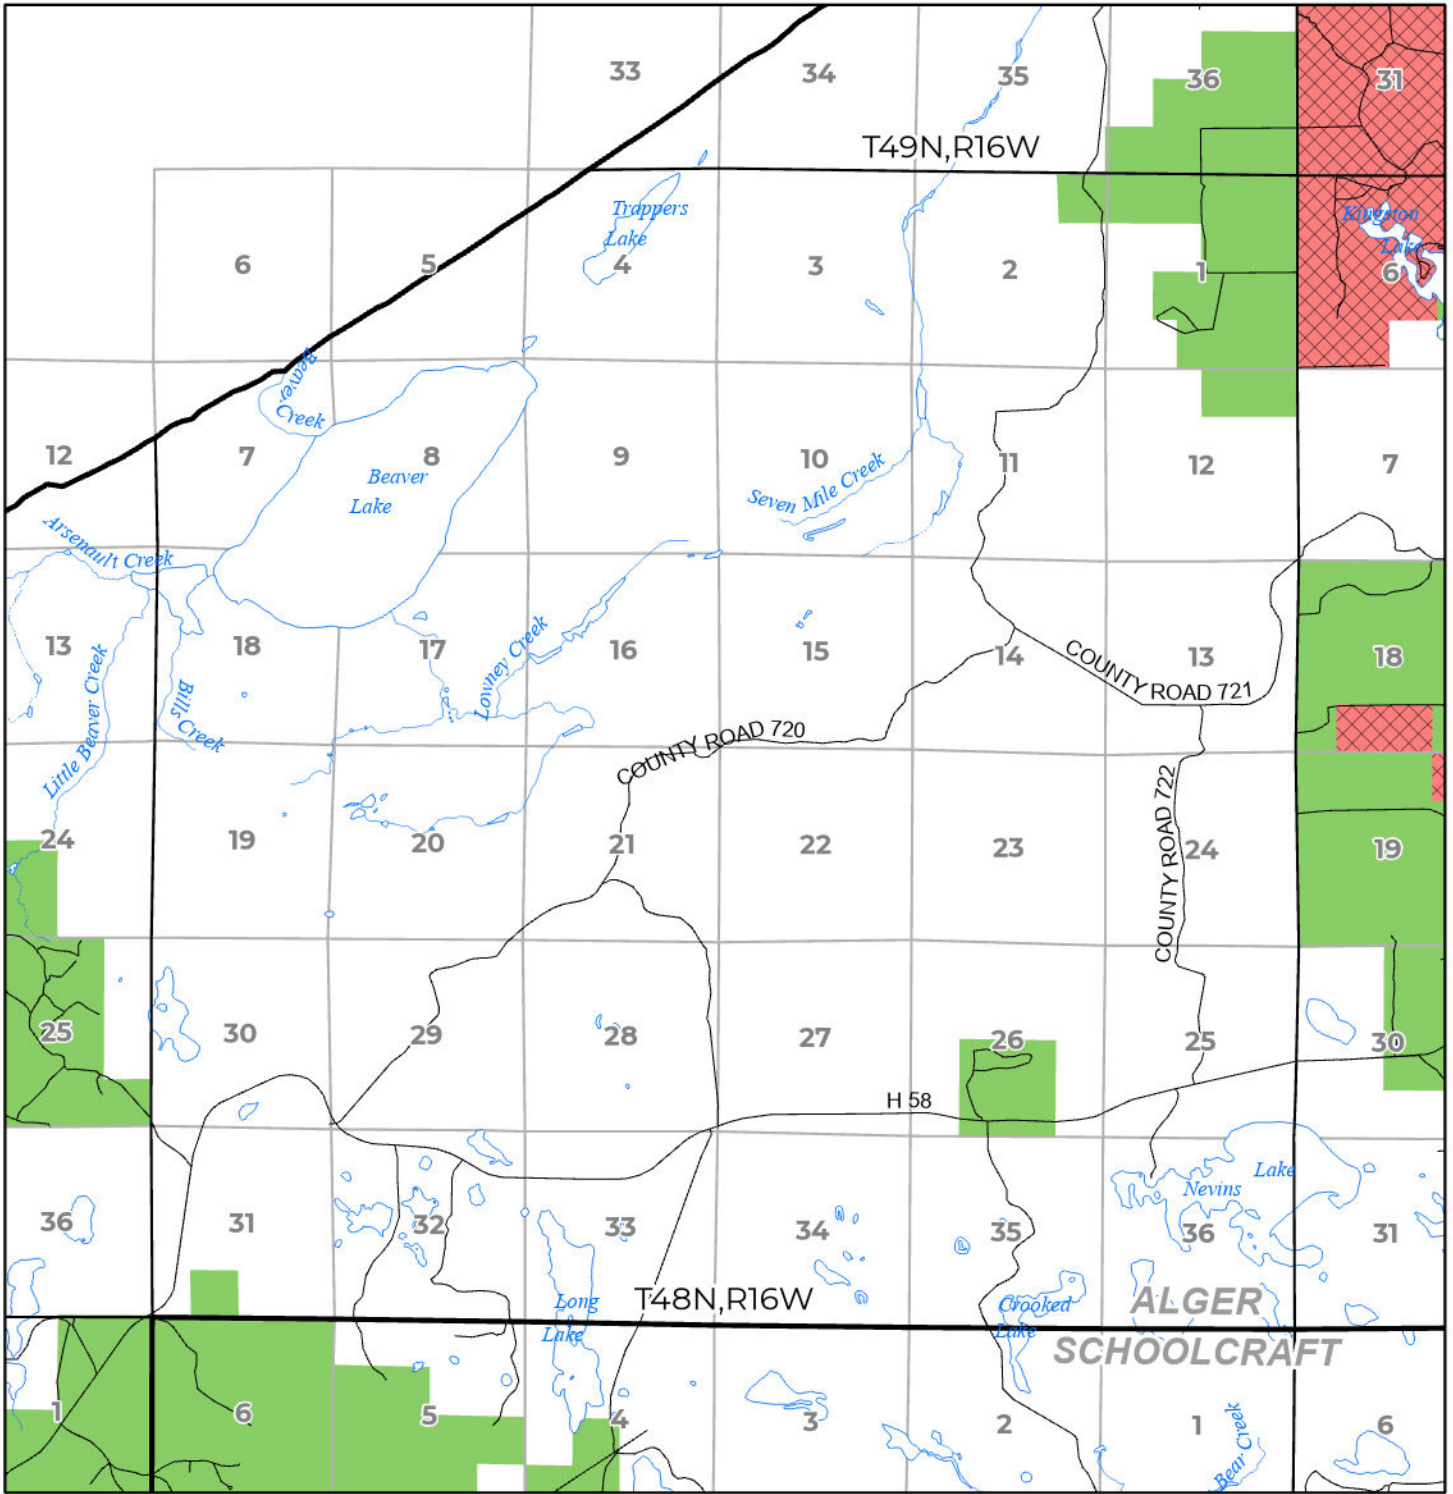 33
34
35
36
31
T49N,R16W
Trappers
Lake
Kingston
Lake
6
5
4
3
2
1
6
Beaver
Creek
12
7
8
9
10
11
12
7
Beaver
Lake
Seven Mile Creek
Arsenault Creek
13
18
17
16
15
14
13
18
Little Beaver Creek
Bills Creek
Lowney Creek
COUNTY ROAD 721
COUNTY ROAD 720
COUNTY ROAD 722
24
19
20
21
22
23
24
19
25
30
29
28
27
26
25
30
H 58
Lake
Nevins
36
31
32
33
34
35
36
31
Long
Lake
T48N,R16W
Crooked
Lake
ALGER
SCHOOLCRAFT
1
6
5
4
3
2
1
6
Bear Creek